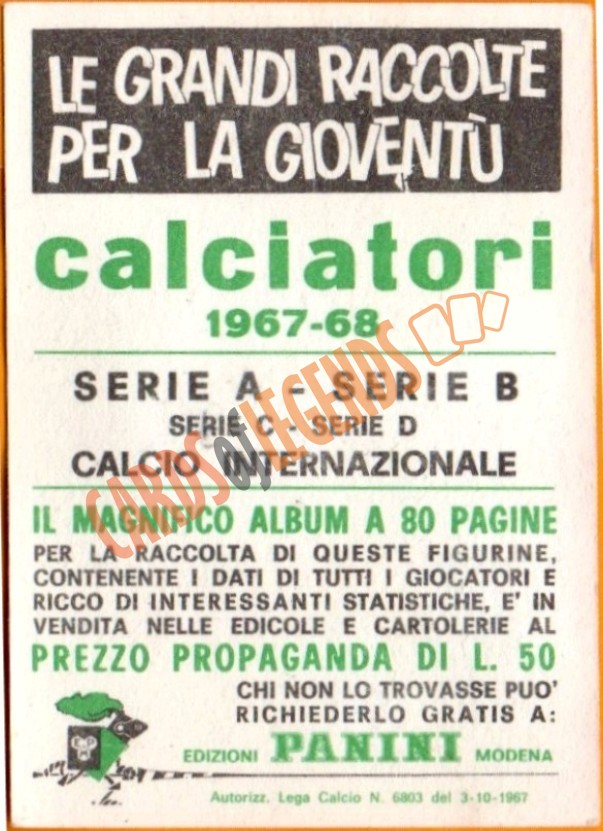 LE GRANDI RACCOLTE
PER LA GIOVENTÙ
calciatori
1967-68
SERIE A - SERIE B
SERIE C - SERIE D
CALCIO INTERNAZIONALE
CARDS OF LEGENDS
IL MAGNIFICO ALBUM A 80 PAGINE
PER LA RACCOLTA DI QUESTE FIGURINE,
CONTENENTE I DATI DI TUTTI I GIOCATORI E
RICCO DI INTERESSANTI STATISTICHE, E' IN
VENDITA NELLE EDICOLE E CARTOLERIE AL
PREZZO PROPAGANDA DI L. 50
CHI NON LO TROVASSE PUO'
RICHIEDERLO GRATIS A:
EDIZIONI PANINI MODENA
Autorizz. Lega Calcio N. 6803 del 3-10-1967